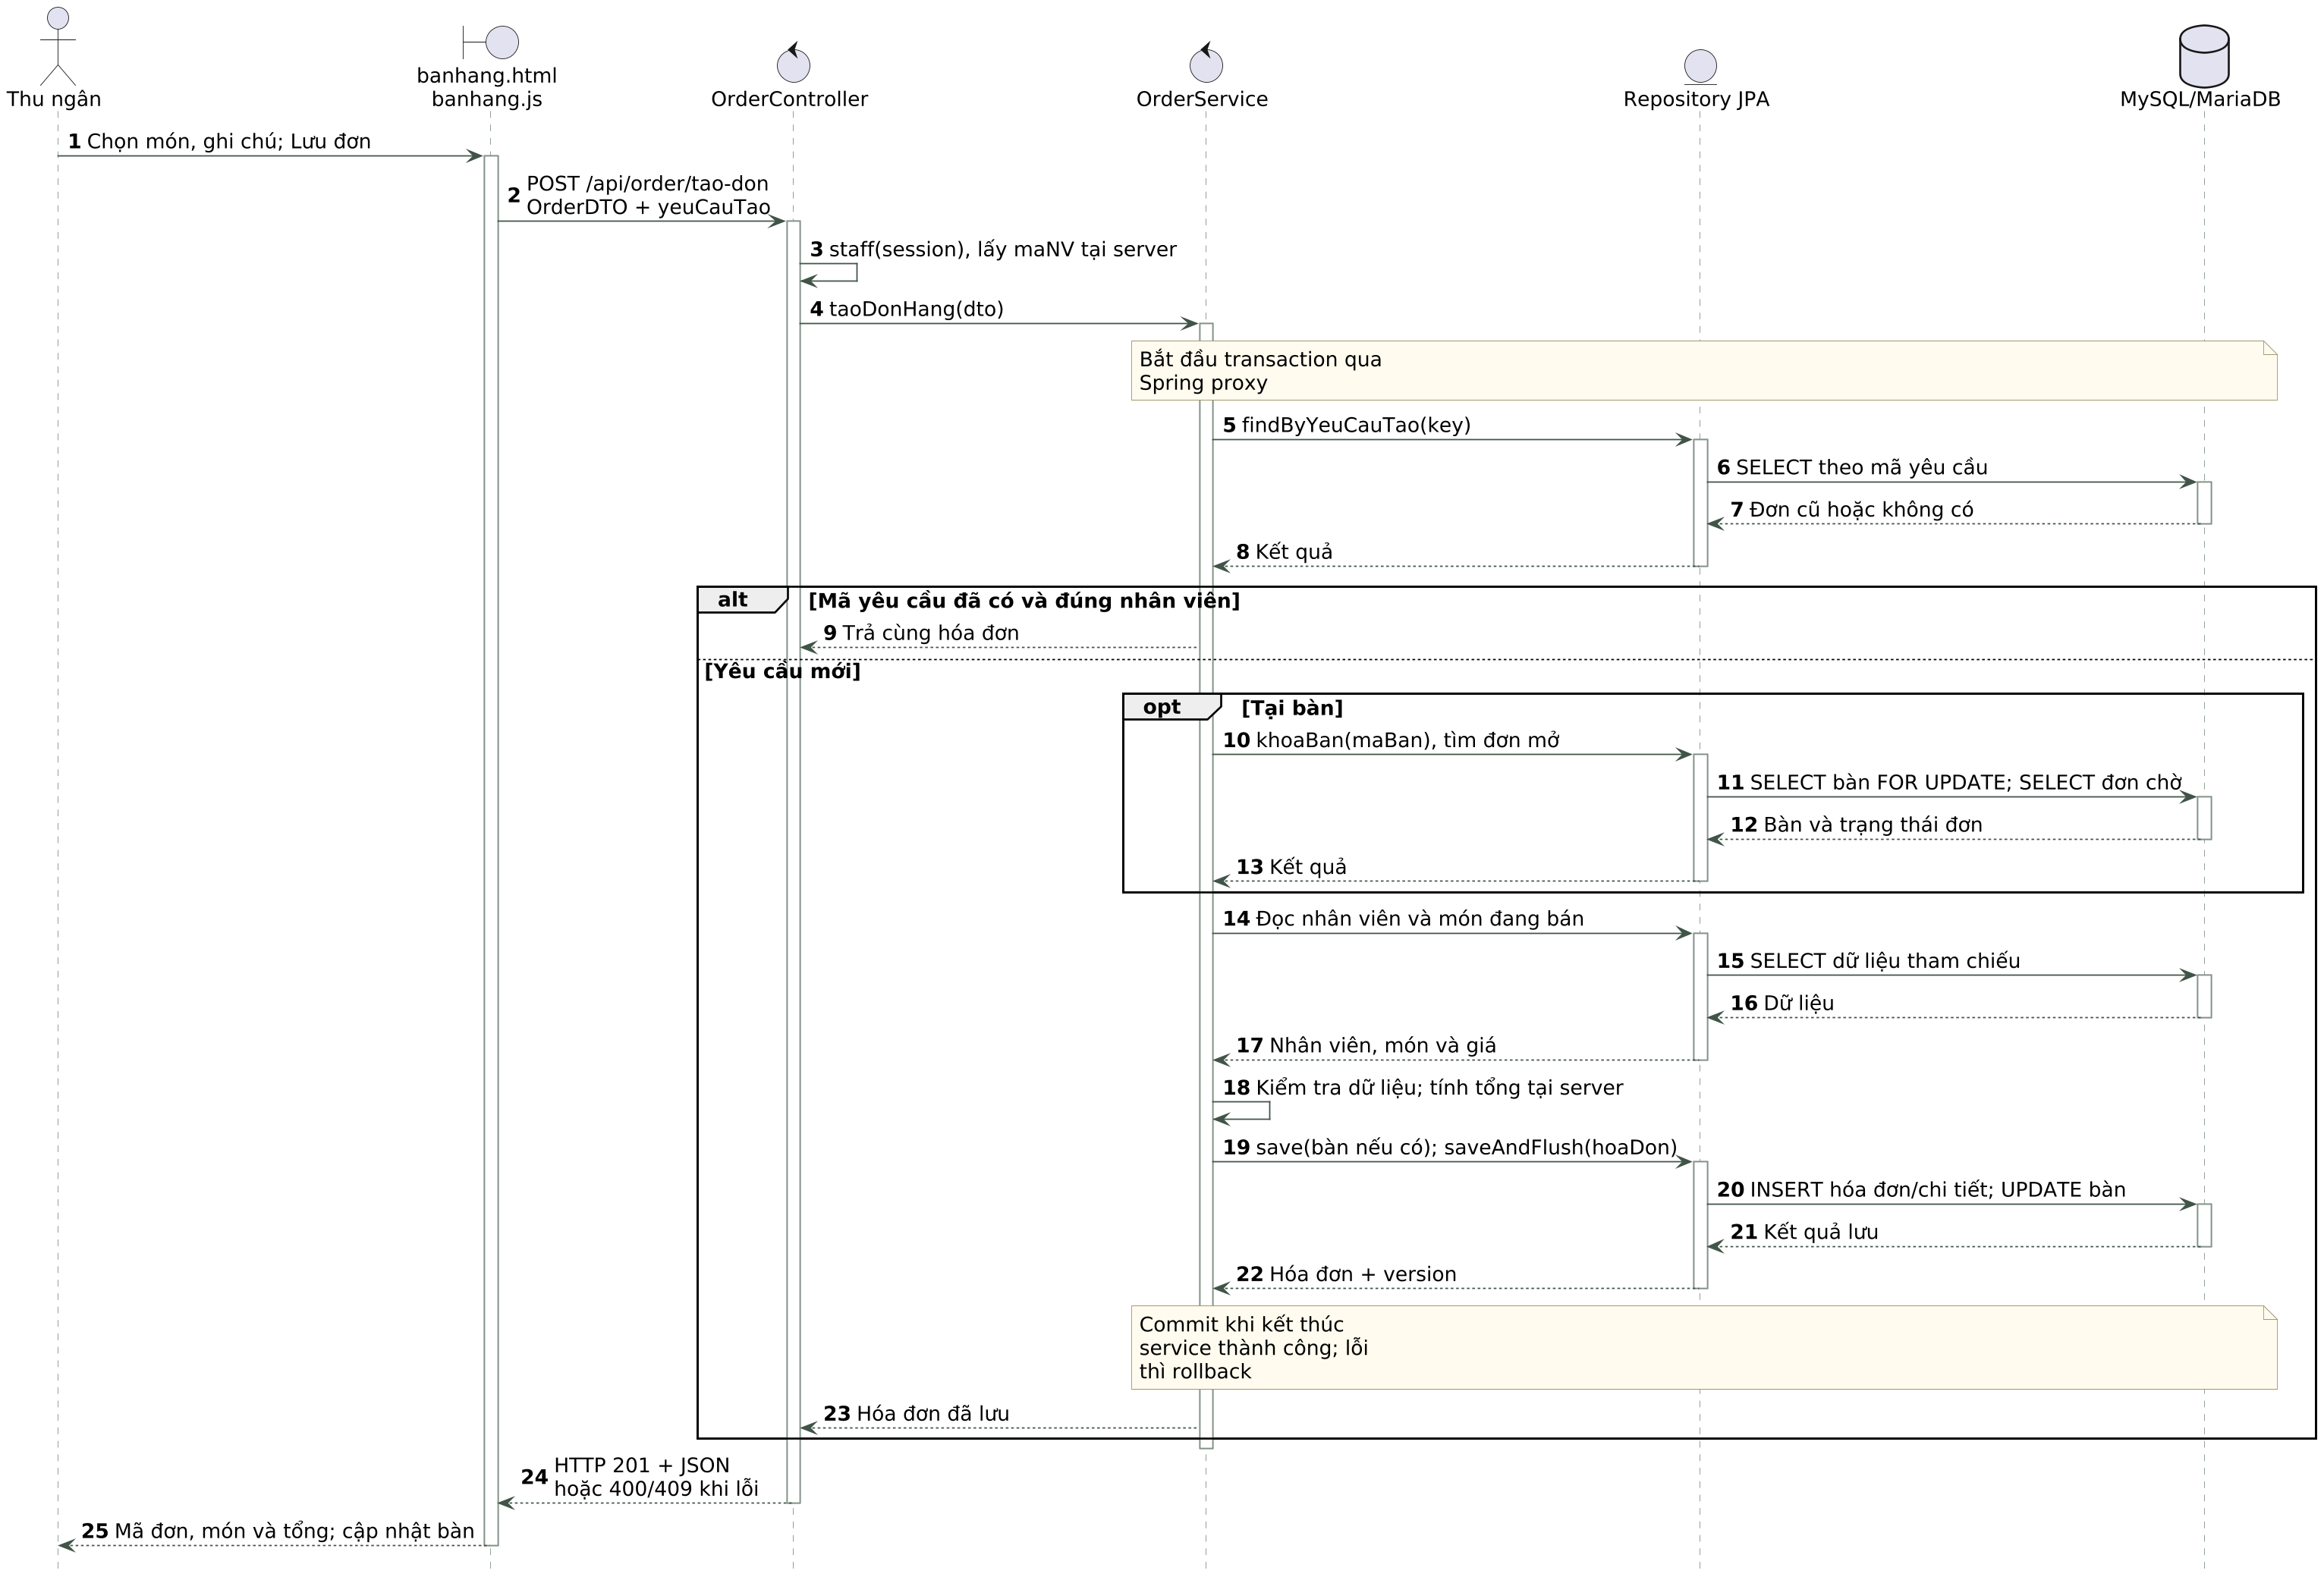 Thu ngân
banhang.html
banhang.js
OrderController
OrderService
Repository JPA
MySQL/MariaDB
1 Chọn món, ghi chú; Lưu đơn
2 POST /api/order/tao-don
OrderDTO + yeuCauTao
3 staff(session), lấy maNV tại server
4 taoDonHang(dto)
Bắt đầu transaction qua
Spring proxy
5 findByYeuCauTao(key)
6 SELECT theo mã yêu cầu
7 Đơn cũ hoặc không có
8 Kết quả
alt [Mã yêu cầu đã có và đúng nhân viên]
9 Trả cùng hóa đơn
[Yêu cầu mới]
opt [Tại bàn]
10 khoaBan(maBan), tìm đơn mở
11 SELECT bàn FOR UPDATE; SELECT đơn chờ
12 Bàn và trạng thái đơn
13 Kết quả
14 Đọc nhân viên và món đang bán
15 SELECT dữ liệu tham chiếu
16 Dữ liệu
17 Nhân viên, món và giá
18 Kiểm tra dữ liệu; tính tổng tại server
19 save(bàn nếu có); saveAndFlush(hoaDon)
20 INSERT hóa đơn/chi tiết; UPDATE bàn
21 Kết quả lưu
22 Hóa đơn + version
Commit khi kết thúc
service thành công; lỗi
thì rollback
23 Hóa đơn đã lưu
24 HTTP 201 + JSON
hoặc 400/409 khi lỗi
25 Mã đơn, món và tổng; cập nhật bàn